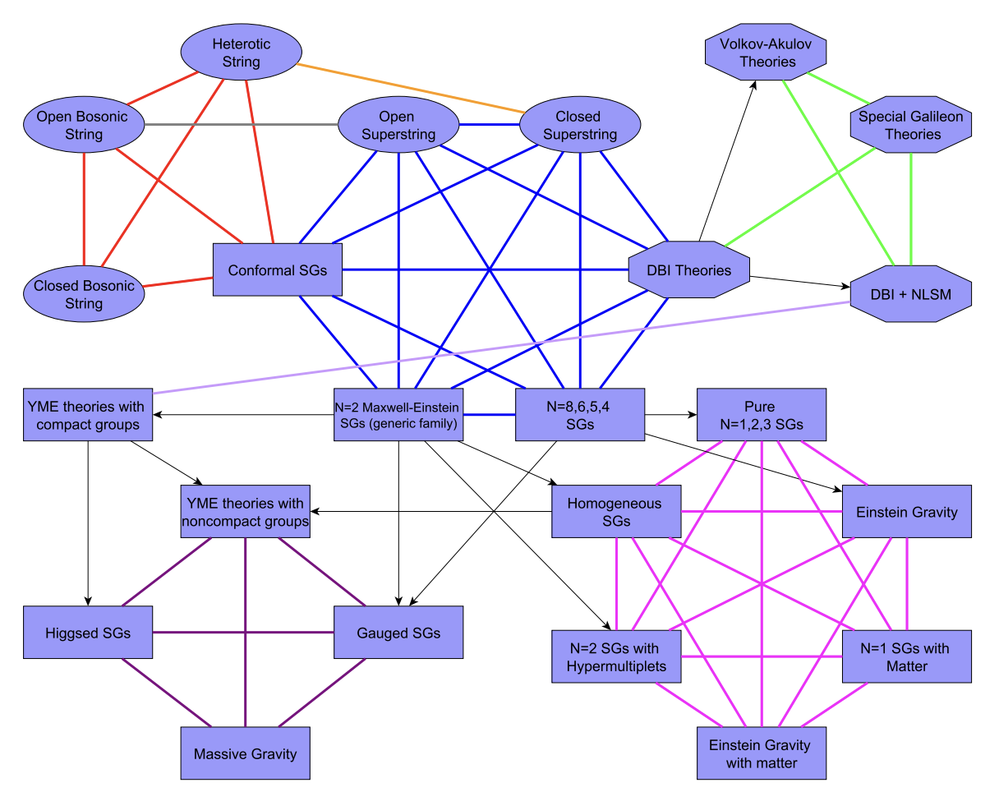 Heterotic
String
Volkov-Akulov
Theories
Open Bosonic
String
Open
Superstring
Closed
Superstring
Special Galileon
Theories
Conformal SGs
DBI Theories
Closed Bosonic
String
DBI + NLSM
YME theories with
compact groups
N=2 Maxwell-Einstein
SGs (generic family)
N=8,6,5,4
SGs
Pure
N=1,2,3 SGs
YME theories with
noncompact groups
Homogeneous
SGs
Einstein Gravity
Higgsed SGs
Gauged SGs
N=2 SGs with
Hypermultiplets
N=1 SGs with
Matter
Massive Gravity
Einstein Gravity
with matter